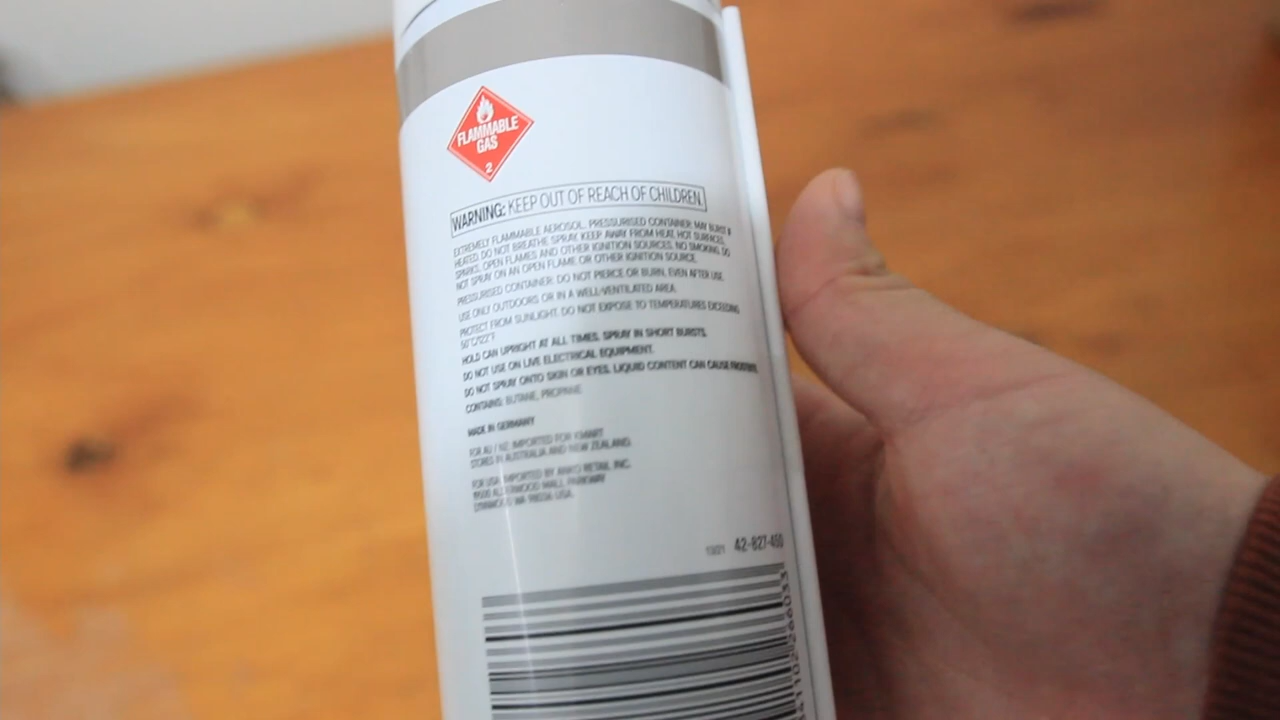 FLAMMABLE
GAS
2
WARNING: KEEP OUT OF REACH OF CHILDREN.
EXTREMELY FLAMMABLE AEROSOL. PRESSURISED CONTAINER: MAY BURST IF
HEATED. DO NOT BREATHE SPRAY. KEEP AWAY FROM HEAT, HOT SURFACES,
SPARKS, OPEN FLAMES AND OTHER IGNITION SOURCES. NO SMOKING. DO
NOT SPRAY ON AN OPEN FLAME OR OTHER IGNITION SOURCE.
PRESSURISED CONTAINER: DO NOT PIERCE OR BURN, EVEN AFTER USE.
USE ONLY OUTDOORS OR IN A WELL-VENTILATED AREA.
PROTECT FROM SUNLIGHT. DO NOT EXPOSE TO TEMPERATURES EXCEEDING
50°C/122°F
HOLD CAN UPRIGHT AT ALL TIMES. SPRAY IN SHORT BURSTS.
DO NOT USE ON LIVE ELECTRICAL EQUIPMENT.
DO NOT SPRAY ONTO SKIN OR EYES. LIQUID CONTENT CAN CAUSE FROSTBITE.
CONTAINS: BUTANE, PROPANE
MADE IN GERMANY
FOR AU / NZ: IMPORTED FOR KMART
STORES IN AUSTRALIA AND NEW ZEALAND.
FOR USA: IMPORTED BY ANKO RETAIL INC.
MALL PARKWAY
WA 98036 USA.
42-827-450